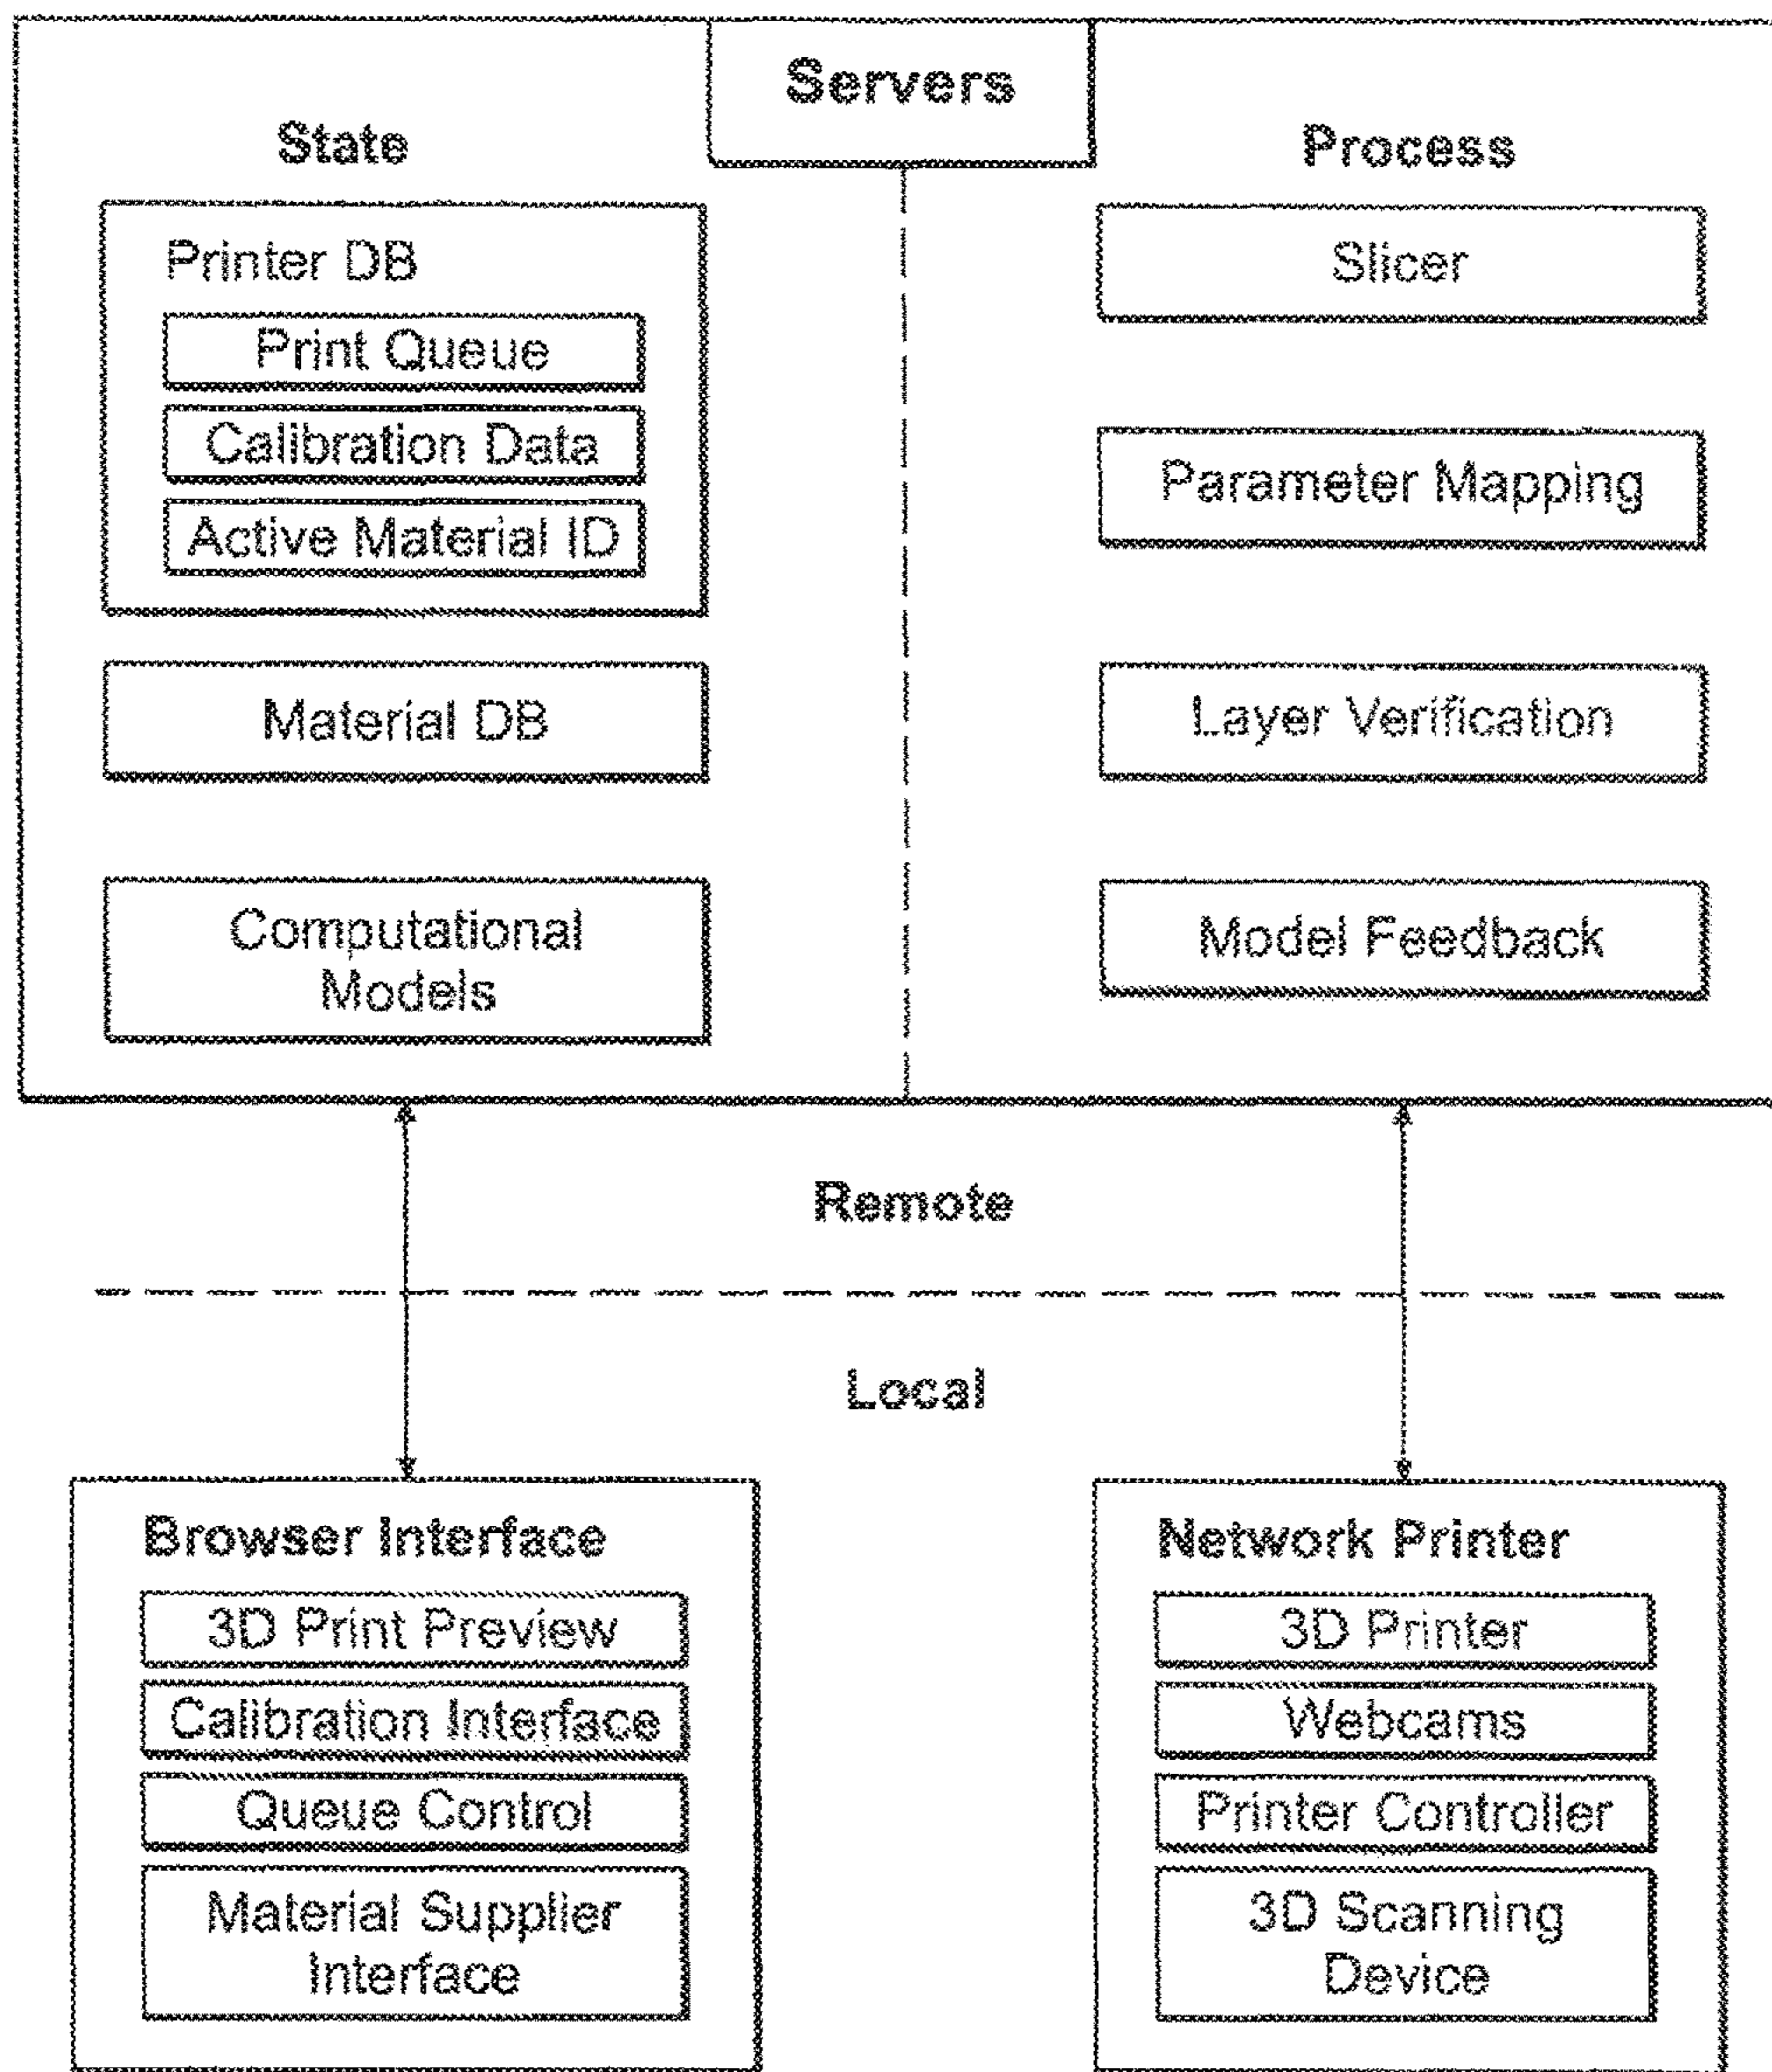 Servers
State
Printer DB
Print Queue
Calibration Data
Active Material ID
Material DB
Computational
Models
Process
Slicer
Parameter Mapping
Layer Verification
Model Feedback
Remote
Local
Browser Interface
3D Print Preview
Calibration Interface
Queue Control
Material Supplier
Interface
Network Printer
3D Printer
Webcams
Printer Controller
3D Scanning
Device